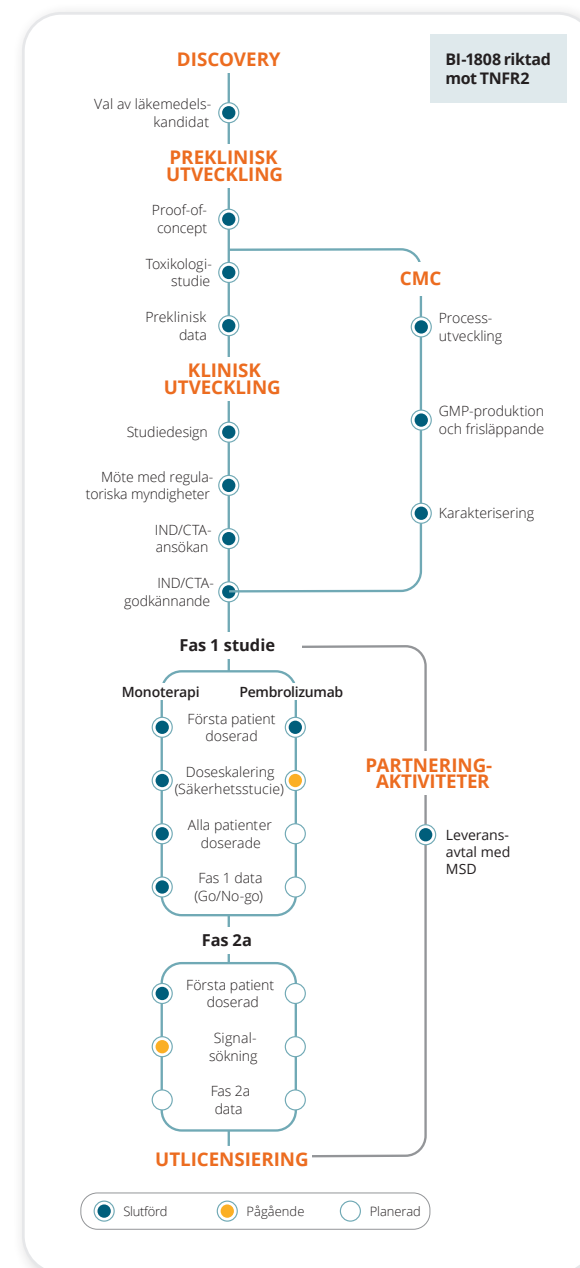 BI-1808 riktad
mot TNFR2
DISCOVERY
Val av läkemedels-
kandidat
PREKLINISK
UTVECKLING
Proof-of-
concept
Toxikologi-
studie
Preklinisk
data
CMC
Process-
utveckling
GMP-produktion
och frisläppande
Karakterisering
KLINISK
UTVECKLING
Studiedesign
Möte med regula-
toriska myndigheter
IND/CTA-
ansökan
IND/CTA-
godkännande
Fas 1 studie
Monoterapi Pembrolizumab
Första patient
doserad
Doseskalering
(Säkerhetsstucie)
Alla patienter
doserade
Fas 1 data
(Go/No-go)
PARTNERING-
AKTIVITETER
Leverans-
avtal med
MSD
Fas 2a
Första patient
doserad
Signal-
sökning
Fas 2a
data
UTLICENSIERING
Slutförd Pågående Planerad